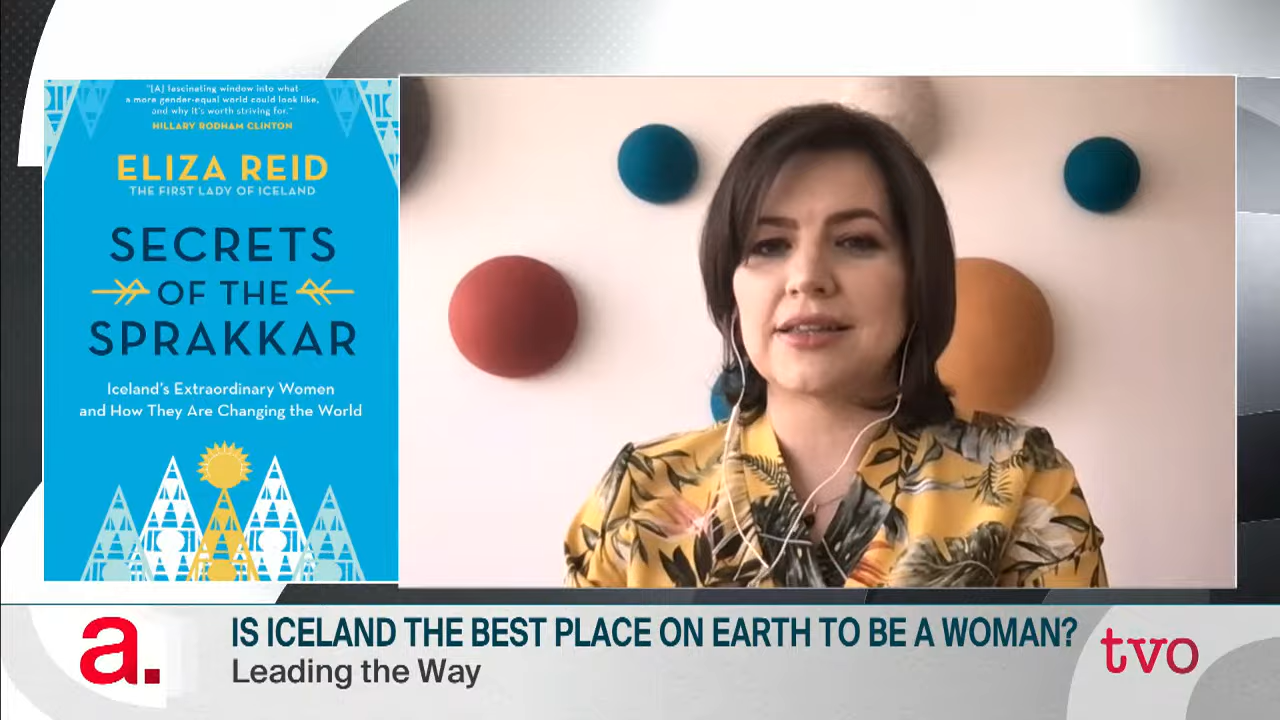 "[A] fascinating window into what
a more gender-equal world could look like,
and why it's worth striving for."
HILLARY RODHAM CLINTON
ELIZA REID
THE FIRST LADY OF ICELAND
SECRETS
OF THE
SPRAKKAR
Iceland's Extraordinary Women
and How They Are Changing the World
a.
IS ICELAND THE BEST PLACE ON EARTH TO BE A WOMAN?
Leading the Way
tvo